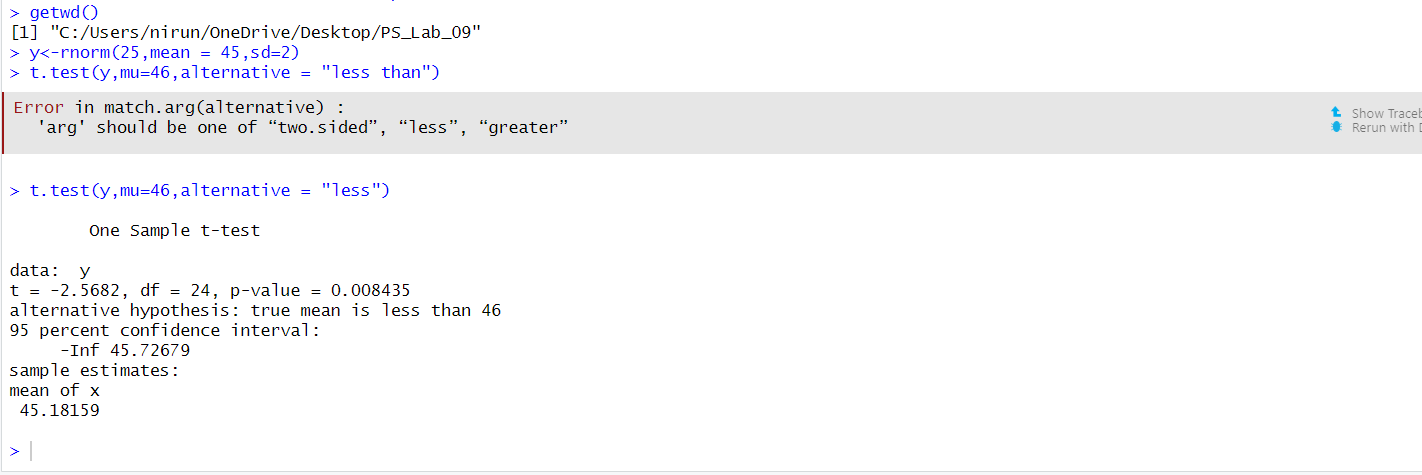 > getwd()
[1] "C:/Users/nirun/OneDrive/Desktop/PS_Lab_09"
> y<-rnorm(25,mean = 45,sd=2)
> t.test(y,mu=46,alternative = "less than")
Error in match.arg(alternative) :
'arg' should be one of “two.sided”, “less”, “greater”
Show
Rerun with
> t.test(y,mu=46,alternative = "less")
One Sample t-test
data: y
t = -2.5682, df = 24, p-value = 0.008435
alternative hypothesis: true mean is less than 46
95 percent confidence interval:
-Inf 45.72679
sample estimates:
mean of x
45.18159
>